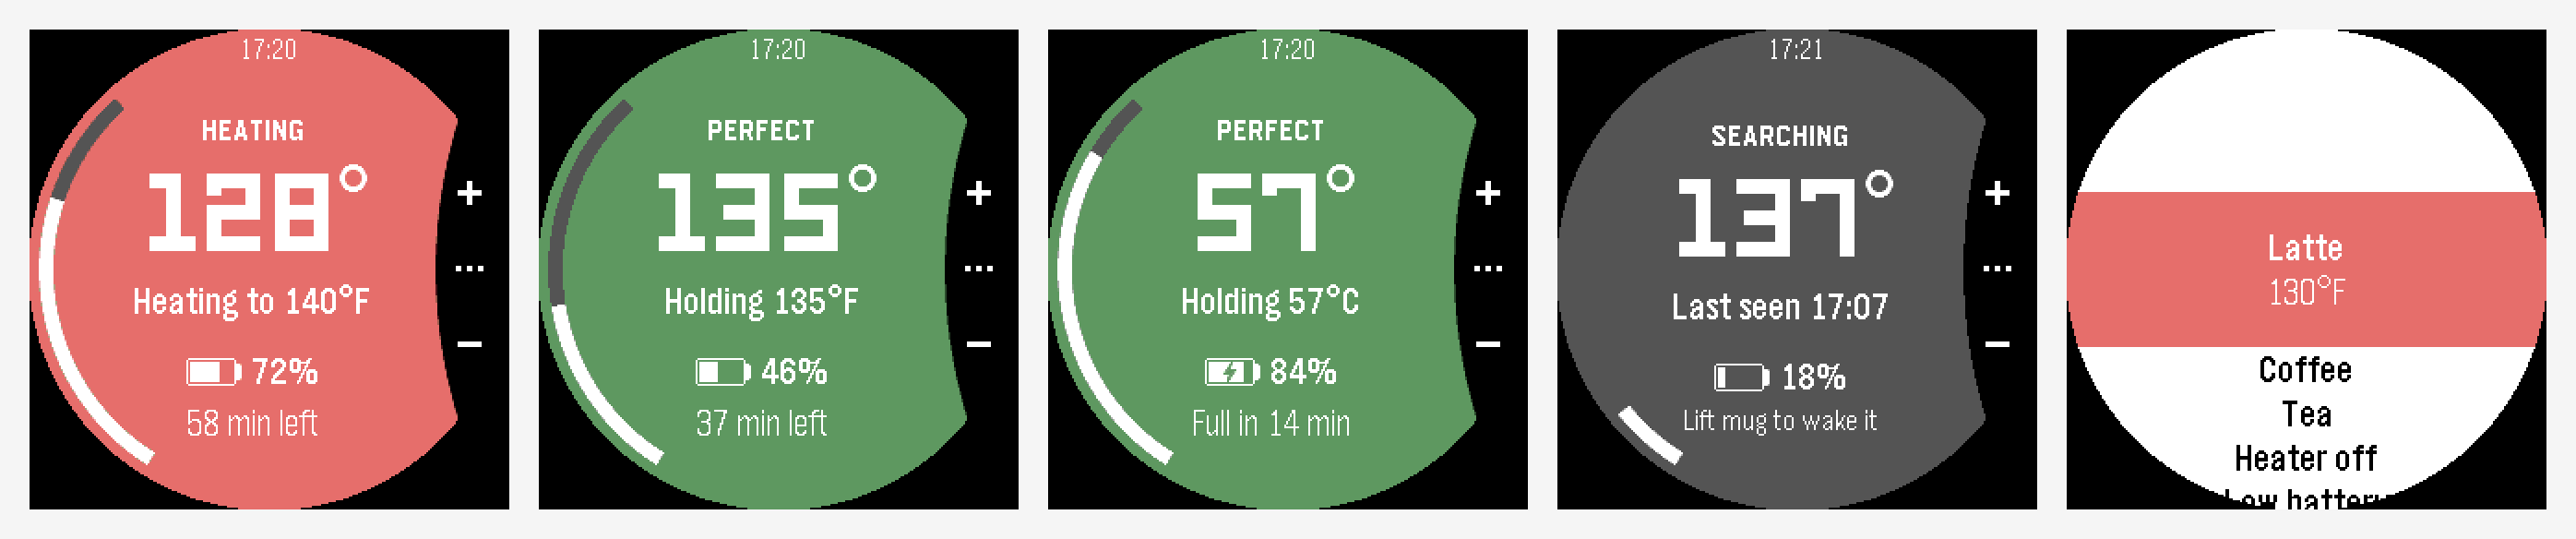 17:20
HEATING
128°
Heating to 140°F
72%
58 min left
+
...
−
17:20
PERFECT
135°
Holding 135°F
46%
37 min left
+
...
−
17:20
PERFECT
57°
Holding 57°C
84%
Full in 14 min
+
...
−
17:21
SEARCHING
137°
Last seen 17:07
18%
Lift mug to wake it
+
...
−
Latte
130°F
Coffee
Tea
Heater off
Low battery